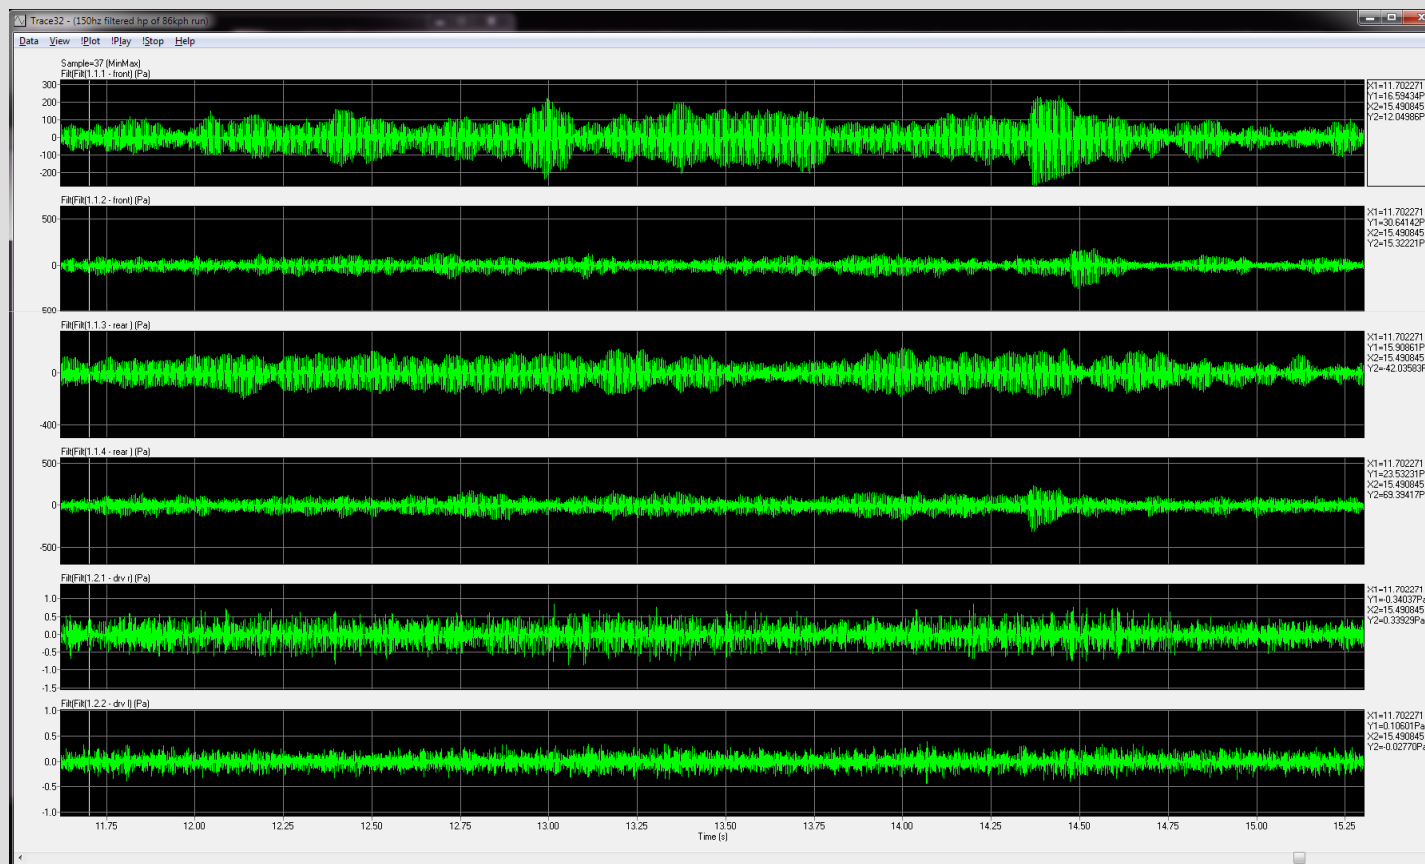 Trace32 - (150hz filtered hp of 86kph run)
Data View !Plot !Play !Stop Help
Sample=37 (MinMax)
Filt(Filt(1.1.1 - front) (Pa)
300
200
100
0
-100
-200
X1=11.702271
Y1=16.59434P
X2=15.490845
Y2=12.04986P
Filt(Filt(1.1.2 - front) (Pa)
500
0
500
X1=11.702271
Y1=30.64142P
X2=15.490845
Y2=15.32221P
Filt(Filt(1.1.3 - rear ) (Pa)
0
-400
X1=11.702271
Y1=15.90861P
X2=15.490845
Y2=-42.03583P
Filt(Filt(1.1.4 - rear ) (Pa)
500
0
-500
X1=11.702271
Y1=23.53231P
X2=15.490845
Y2=69.39417P
Filt(Filt(1.2.1 - drv r) (Pa)
1.0
0.5
0.0
-0.5
-1.0
-1.5
X1=11.702271
Y1=-0.34037Pa
X2=15.490845
Y2=0.33929Pa
Filt(Filt(1.2.2 - drv l) (Pa)
1.0
0.5
0.0
-0.5
-1.0
X1=11.702271
Y1=0.10601Pa
X2=15.490845
Y2=-0.02770Pa
11.75 12.00 12.25 12.50 12.75 13.00 13.25 13.50 13.75 14.00 14.25 14.50 14.75 15.00 15.25
Time (s)